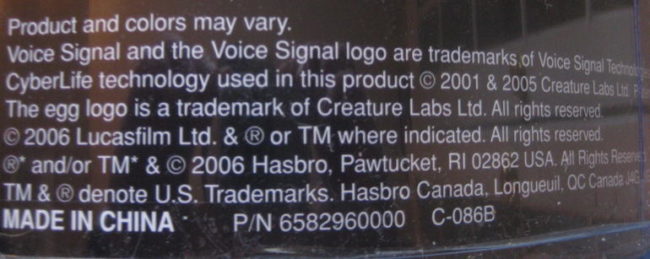 Product and colors may vary.
Voice Signal and the Voice Signal logo are trademarks of Voice Signal
CyberLife technology used in this product © 2001 & 2005 Creature Labs Ltd.
The egg logo is a trademark of Creature Labs Ltd. All rights reserved.
© 2006 Lucasfilm Ltd. & ® or TM where indicated. All rights reserved.
®* and/or TM* & © 2006 Hasbro, Pawtucket, RI 02862 USA. All Rights
TM & ® denote U.S. Trademarks. Hasbro Canada, Longueuil, QC Canada J4G
MADE IN CHINA P/N 6582960000 C-086B